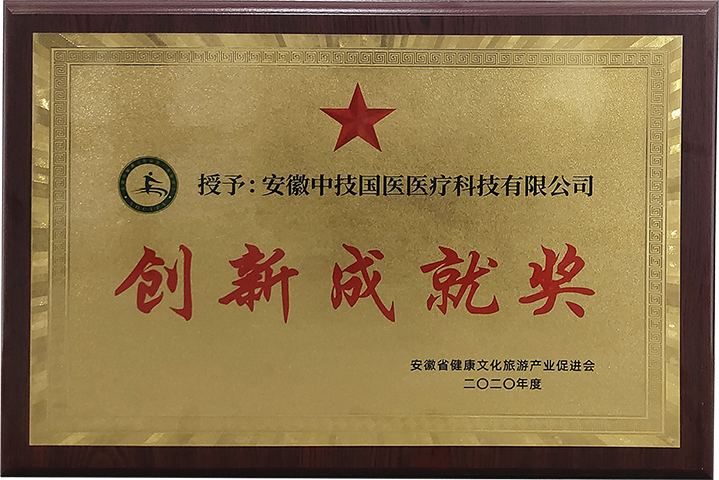 授予：安徽中技国医医疗科技有限公司
创新成就奖
安徽省健康文化旅游产业促进会
二〇二〇年度